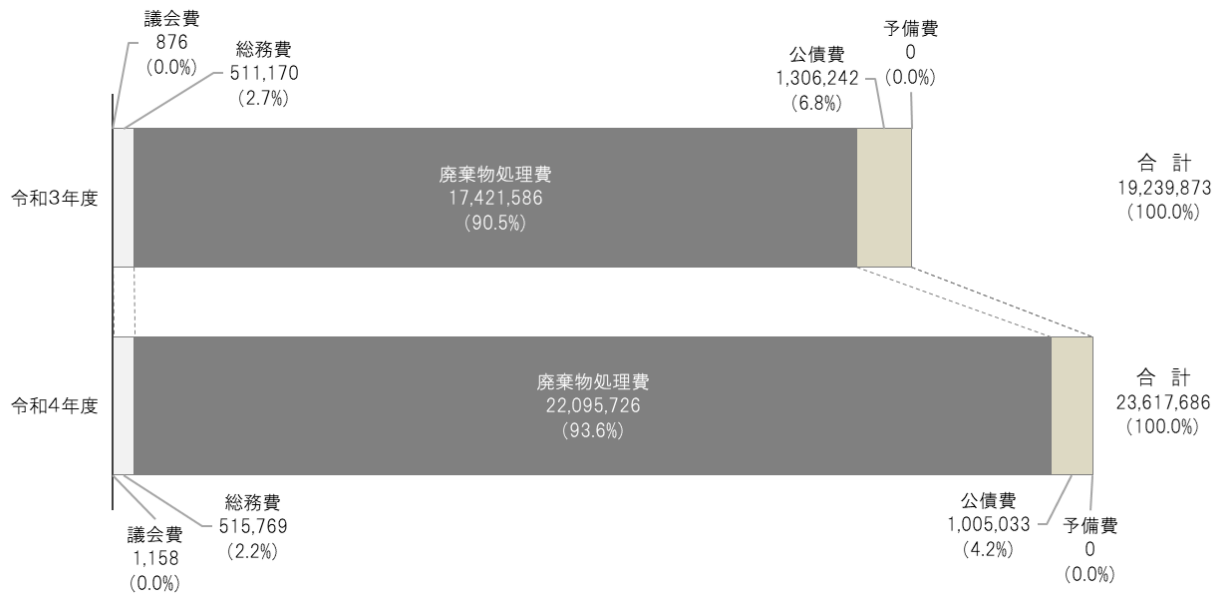 議会費
876
(0.0%)
総務費
511,170
(2.7%)
公債費
1,306,242
(6.8%)
予備費
0
(0.0%)
令和3年度
廃棄物処理費
17,421,586
(90.5%)
合 計
19,239,873
(100.0%)
令和4年度
廃棄物処理費
22,095,726
(93.6%)
合 計
23,617,686
(100.0%)
議会費
1,158
(0.0%)
総務費
515,769
(2.2%)
公債費
1,005,033
(4.2%)
予備費
0
(0.0%)